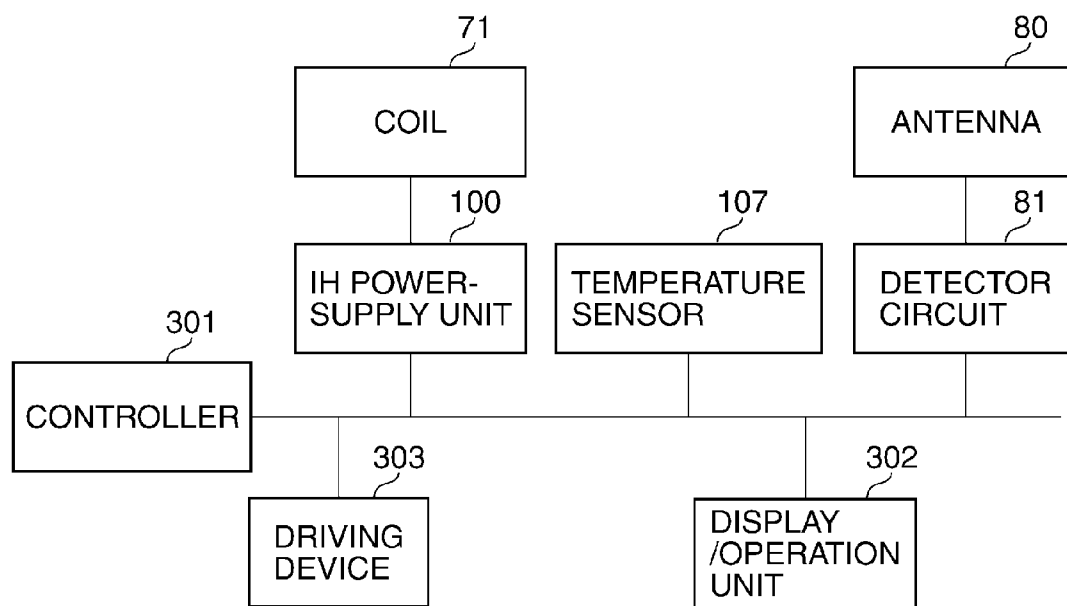 71
80
COIL
ANTENNA
100
107
81
IH POWER-
SUPPLY UNIT
TEMPERATURE
SENSOR
DETECTOR
CIRCUIT
301
CONTROLLER
303
302
DRIVING
DEVICE
DISPLAY
/OPERATION
UNIT